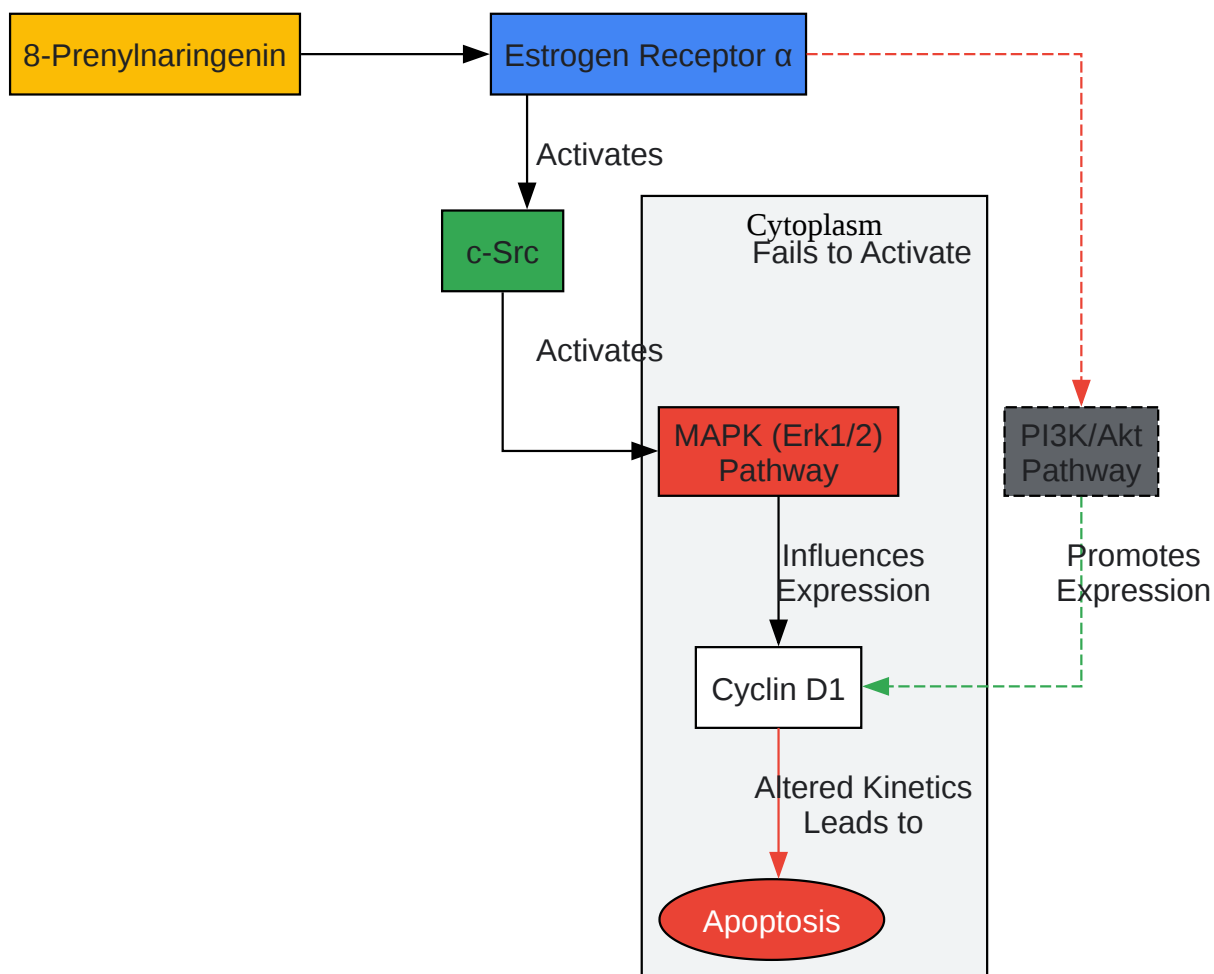 8-Prenylnaringenin
Estrogen Receptor α
Activates
Cytoplasm
Fails to Activate
c-Src
Activates
MAPK (Erk1/2)
Pathway
PI3K/Akt
Pathway
Influences
Expression
Promotes
Expression
Cyclin D1
Altered Kinetics
Leads to
Apoptosis